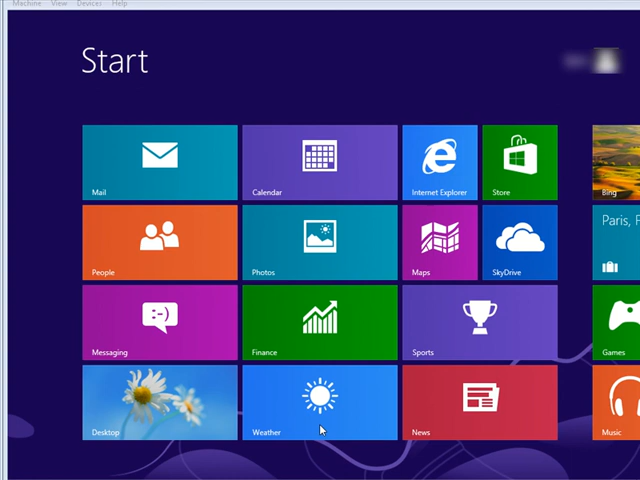 Machine View Devices Help
Start
Mail
Calendar
Internet Explorer
Store
Bing
People
Photos
Maps
SkyDrive
Paris,
Messaging
:-)
Finance
Sports
Games
Desktop
Weather
News
Music